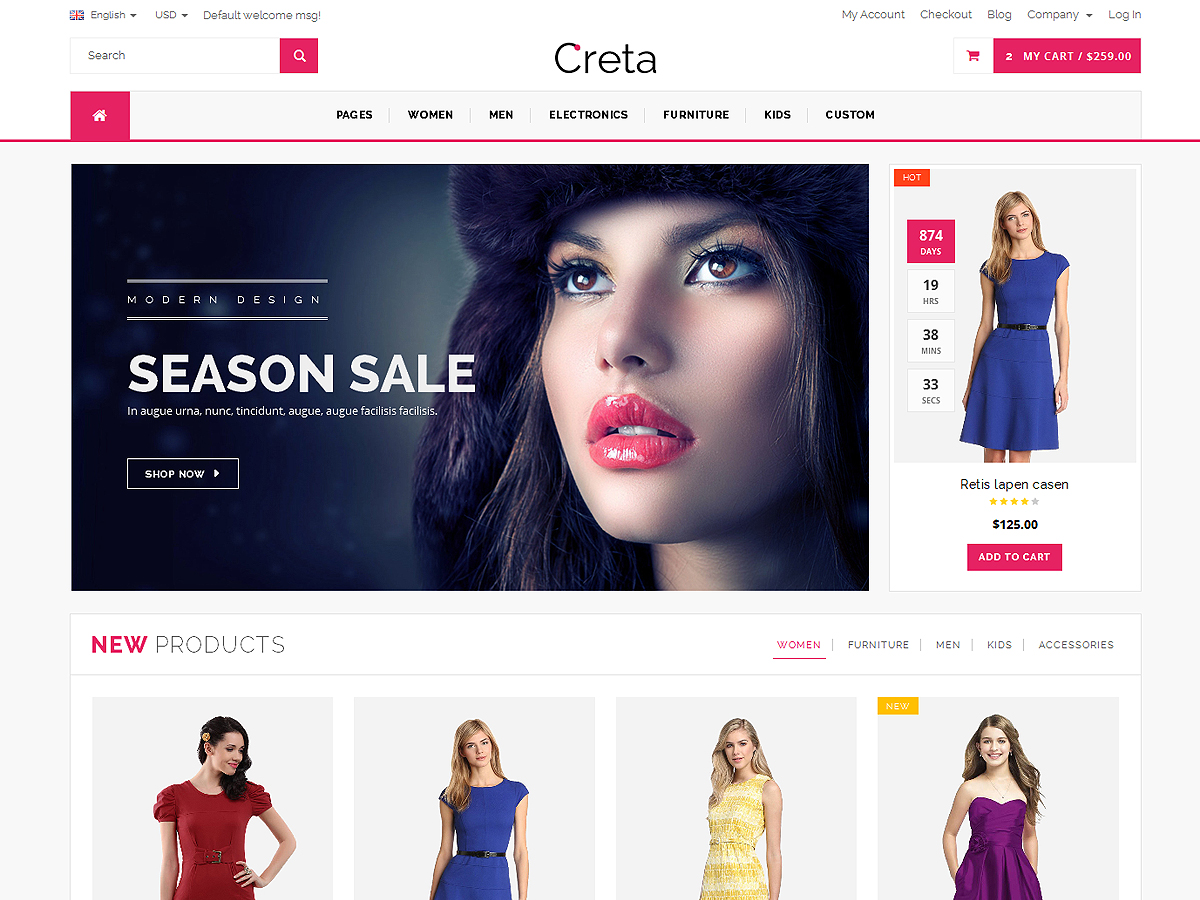 English USD Default welcome msg! My Account Checkout Blog Company Log In
Search
Creta
2 MY CART / $259.00
PAGES WOMEN MEN ELECTRONICS FURNITURE KIDS CUSTOM
MODERN DESIGN
SEASON SALE
In augue urna, nunc, tincidunt, augue, augue facilisis facilisis.
SHOP NOW
HOT
874
DAYS
19
HRS
38
MINS
33
SECS
Retis lapen casen
$125.00
ADD TO CART
NEW PRODUCTS
WOMEN FURNITURE MEN KIDS ACCESSORIES
NEW